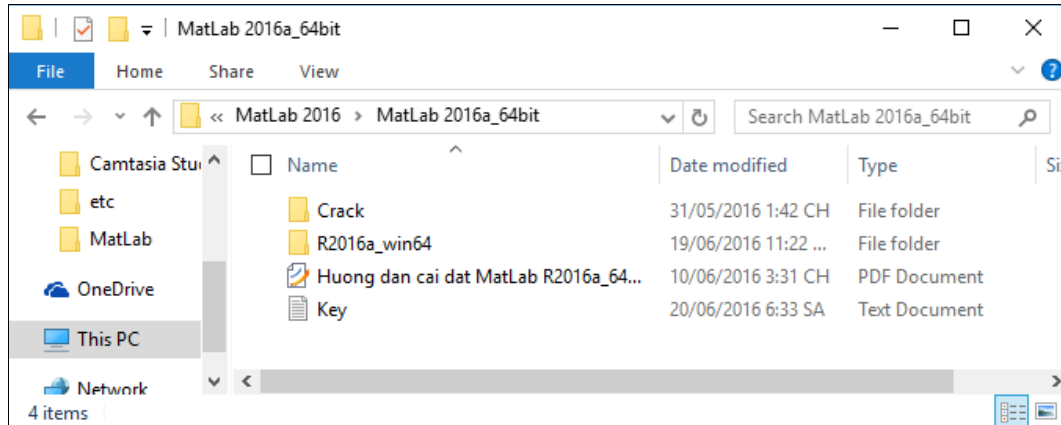 MatLab 2016a_64bit
File Home Share View
« MatLab 2016 › MatLab 2016a_64bit Search MatLab 2016a_64bit
Camtasia Stu
etc
MatLab
OneDrive
This PC
Network
Name Date modified Type Si
Crack 31/05/2016 1:42 CH File folder
R2016a_win64 19/06/2016 11:22 ... File folder
Huong dan cai dat MatLab R2016a_64... 10/06/2016 3:31 CH PDF Document
Key 20/06/2016 6:33 SA Text Document
4 items